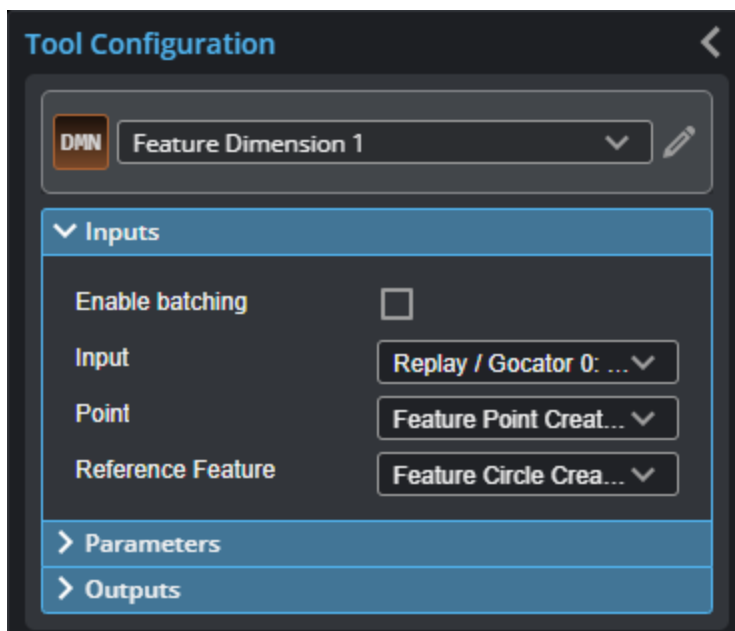 Tool Configuration
DMN Feature Dimension 1
Inputs
Enable batching
Input Replay / Gocator 0: ...
Point Feature Point Creat...
Reference Feature Feature Circle Crea...
Parameters
Outputs